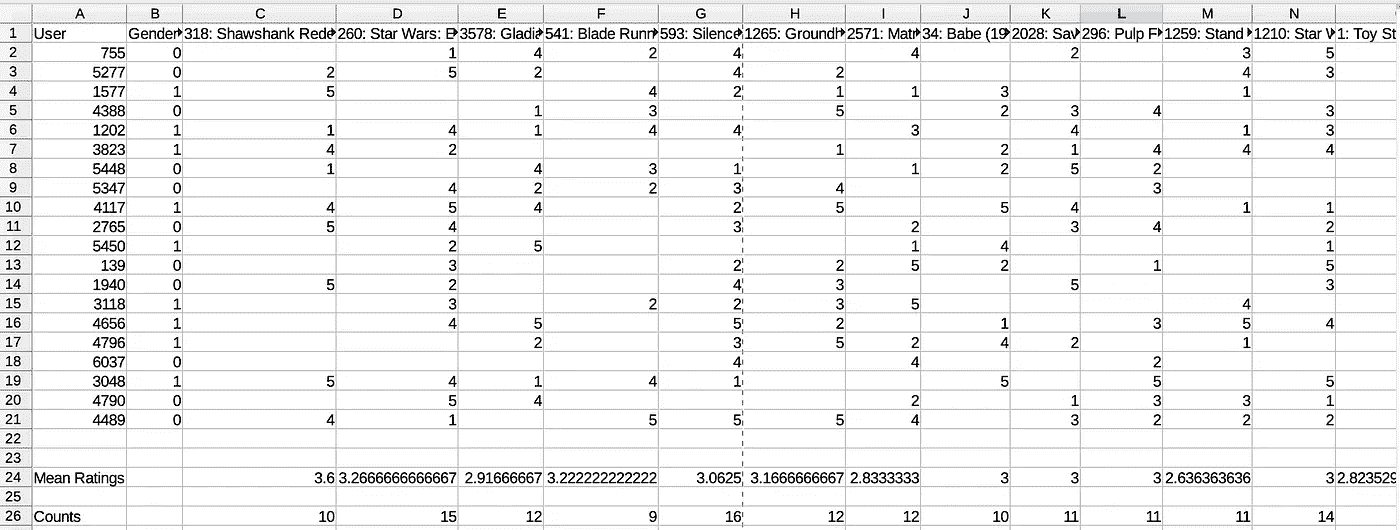 A B C D E F G H I J K L M N
1 User Gender 318: Shawshank Rede 260: Star Wars: E 3578: Gladia 541: Blade Runn 593: Silence 1265: Groundh 2571: Matr 34: Babe (19 2028: Sav 296: Pulp F 1259: Stand 1210: Star W 1: Toy St
2 755 0 1 4 2 4 4 2 3 5
3 5277 0 2 5 2 4 2 4 3
4 1577 1 5 4 2 1 1 3 1
5 4388 0 1 3 5 2 3 4 3
6 1202 1 1 4 1 4 4 3 4 1 3
7 3823 1 4 2 1 2 1 4 4 4
8 5448 0 1 4 3 1 1 2 5 2
9 5347 0 4 2 2 3 4 3
10 4117 1 4 5 4 2 5 5 4 1 1
11 2765 0 5 4 3 2 3 4 2
12 5450 1 2 5 1 4 1
13 139 0 3 2 2 5 2 1 5
14 1940 0 5 2 4 3 5 3
15 3118 1 3 2 2 3 5 4
16 4656 1 4 5 5 2 1 3 5 4
17 4796 1 2 3 5 2 4 2 1
18 6037 0 4 4 2
19 3048 1 5 4 1 4 1 5 5 5
20 4790 0 5 4 2 1 3 3 1
21 4489 0 4 1 5 5 5 4 3 2 2 2
22
23
24 Mean Ratings 3.6 3.2666666666667 2.91666667 3.222222222222 3.0625 3.1666666667 2.8333333 3 3 3 2.636363636 3 2.823529
25
26 Counts 10 15 12 9 16 12 12 10 11 11 11 14